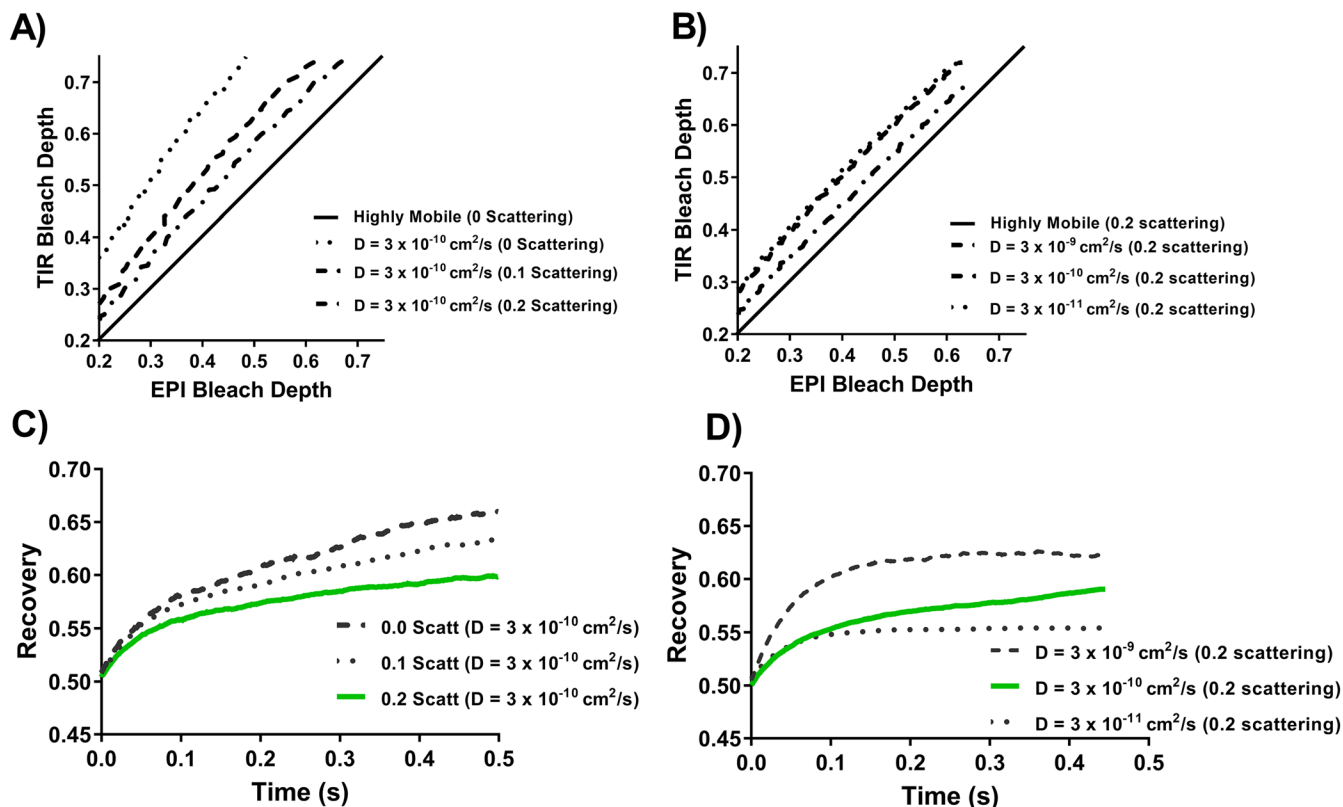 A)
TIR Bleach Depth
0.7
0.6
0.5
0.4
0.3
0.2
0.2 0.3 0.4 0.5 0.6 0.7
EPI Bleach Depth
Highly Mobile (0 Scattering)
D = 3 x 10⁻¹⁰ cm²/s (0 Scattering)
D = 3 x 10⁻¹⁰ cm²/s (0.1 Scattering)
D = 3 x 10⁻¹⁰ cm²/s (0.2 Scattering)
B)
TIR Bleach Depth
0.7
0.6
0.5
0.4
0.3
0.2
0.2 0.3 0.4 0.5 0.6 0.7
EPI Bleach Depth
Highly Mobile (0.2 scattering)
D = 3 x 10⁻⁹ cm²/s (0.2 scattering)
D = 3 x 10⁻¹⁰ cm²/s (0.2 scattering)
D = 3 x 10⁻¹¹ cm²/s (0.2 scattering)
C)
Recovery
0.70
0.65
0.60
0.55
0.50
0.45
0.0 0.1 0.2 0.3 0.4 0.5
Time (s)
0.0 Scatt (D = 3 x 10⁻¹⁰ cm²/s)
0.1 Scatt (D = 3 x 10⁻¹⁰ cm²/s)
0.2 Scatt (D = 3 x 10⁻¹⁰ cm²/s)
D)
Recovery
0.70
0.65
0.60
0.55
0.50
0.45
0.0 0.1 0.2 0.3 0.4 0.5
Time (s)
D = 3 x 10⁻⁹ cm²/s (0.2 scattering)
D = 3 x 10⁻¹⁰ cm²/s (0.2 scattering)
D = 3 x 10⁻¹¹ cm²/s (0.2 scattering)